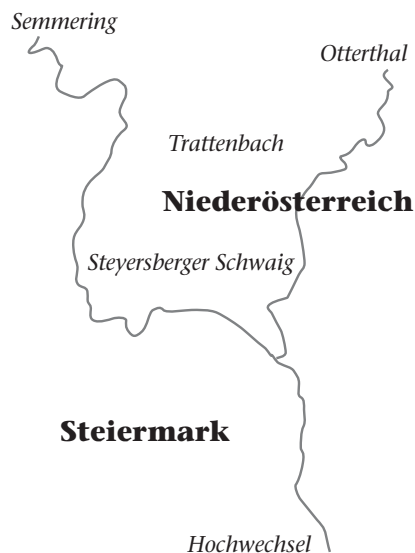 Semmering
Otterthal
Trattenbach
Niederösterreich
Steyersberger Schwaig
Steiermark
Hochwechsel